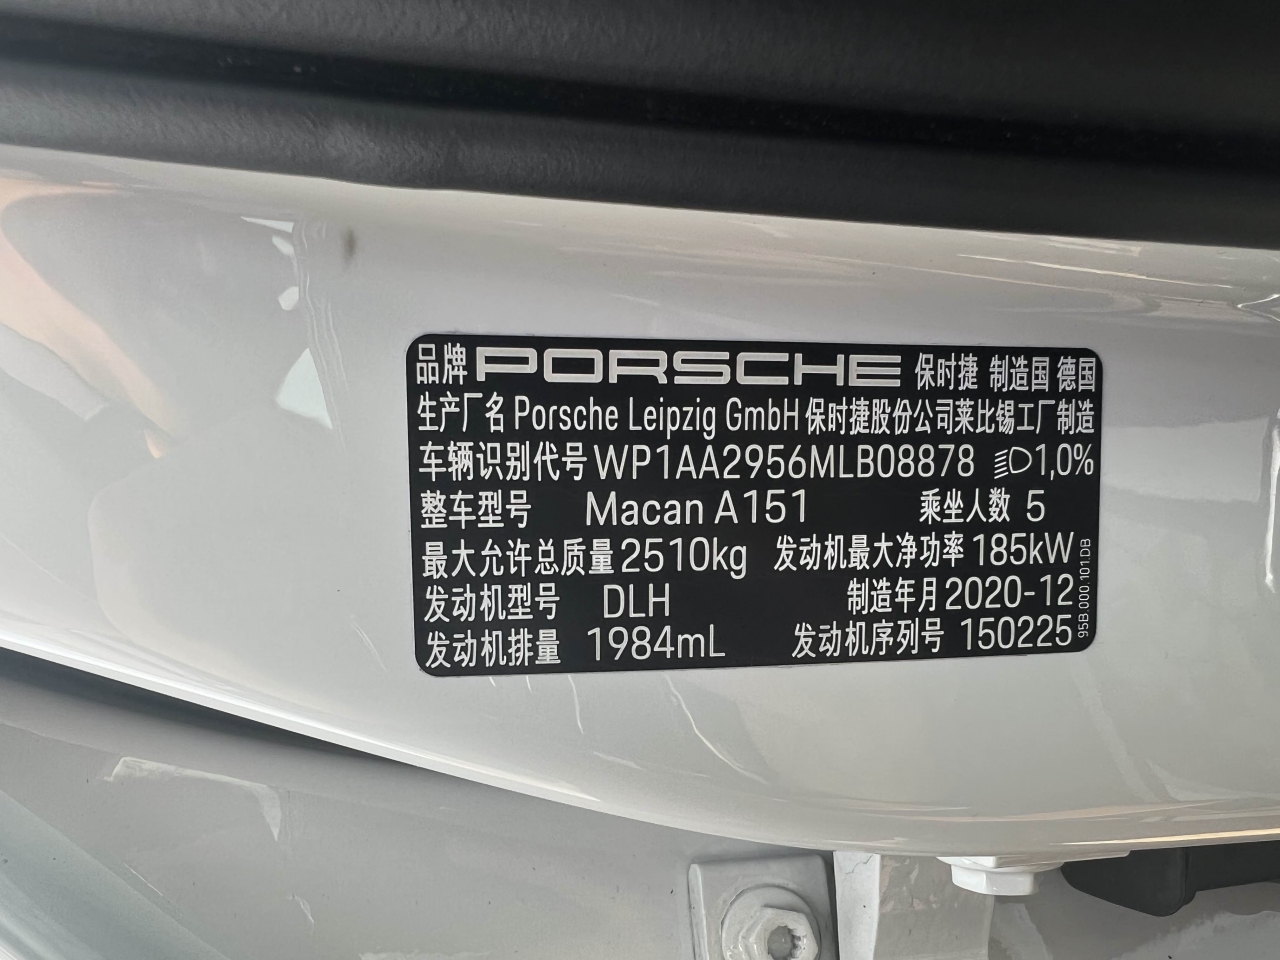 品牌 PORSCHE 保时捷 制造国 德国
生产厂名 Porsche Leipzig GmbH 保时捷股份公司莱比锡工厂制造
车辆识别代号 WP1AA2956MLB08878 1,0%
整车型号 Macan A151 乘坐人数 5
最大允许总质量 2510kg 发动机最大净功率 185kW
发动机型号 DLH 制造年月 2020-12
发动机排量 1984mL 发动机序列号 150225
95B.000.101.DB